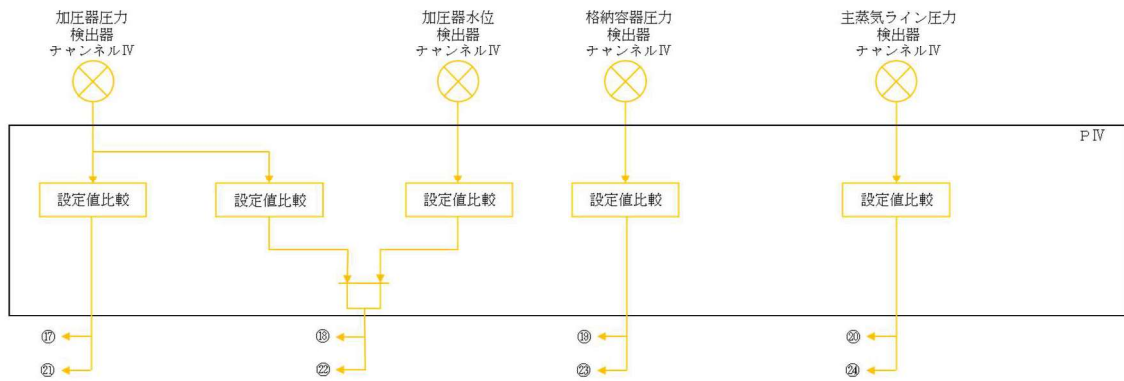 加圧器圧力
検出器
チャンネルⅣ
加圧器水位
検出器
チャンネルⅣ
格納容器圧力
検出器
チャンネルⅣ
主蒸気ライン圧力
検出器
チャンネルⅣ
PⅣ
設定値比較
設定値比較
設定値比較
設定値比較
設定値比較
⑰
⑱
⑲
⑳
㉑
㉒
㉓
㉔